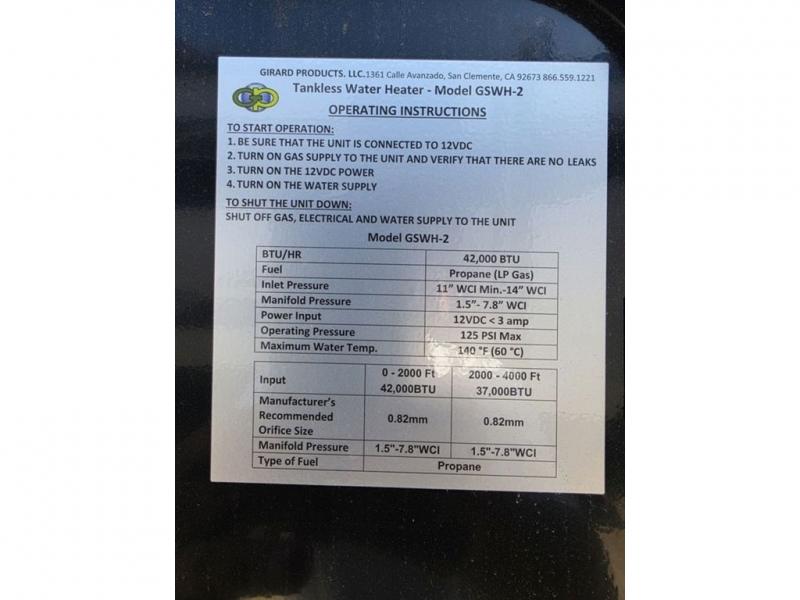 GIRARD PRODUCTS. LLC.1361 Calle Avanzado, San Clemente, CA 92673 866.559.1221
Tankless Water Heater - Model GSWH-2
OPERATING INSTRUCTIONS
TO START OPERATION:
1. BE SURE THAT THE UNIT IS CONNECTED TO 12VDC
2. TURN ON GAS SUPPLY TO THE UNIT AND VERIFY THAT THERE ARE NO LEAKS
3. TURN ON THE 12VDC POWER
4. TURN ON THE WATER SUPPLY
TO SHUT THE UNIT DOWN:
SHUT OFF GAS, ELECTRICAL AND WATER SUPPLY TO THE UNIT
Model GSWH-2
BTU/HR 42,000 BTU
Fuel Propane (LP Gas)
Inlet Pressure 11” WCI Min.-14” WCI
Manifold Pressure 1.5”- 7.8” WCI
Power Input 12VDC < 3 amp
Operating Pressure 125 PSI Max
Maximum Water Temp. 140 °F (60 °C)
Input 0 - 2000 Ft 42,000BTU 2000 - 4000 Ft 37,000BTU
Manufacturer's
Recommended 0.82mm 0.82mm
Orifice Size
Manifold Pressure 1.5"-7.8"WCI 1.5"-7.8"WCI
Type of Fuel Propane